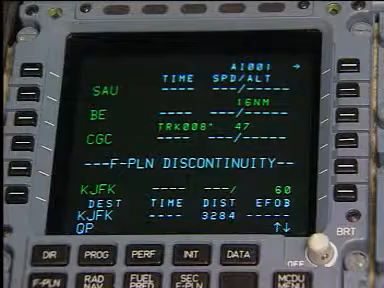 AI001 →
TIME SPD/ALT
SAU ---- ---/-----
16NM
BE ---- ---/-----
TRK008° 47
CGC ---- ---/-----
---F-PLN DISCONTINUITY--
KJFK ---- ---/ 60
DEST TIME DIST EFOB
KJFK ---- 3284 -----
OP ↑↓
BRT
DIR PROG PERF INIT DATA
OFF
F-PLN RAD NAV FUEL PRED SEC F-PLN MCDU MENU